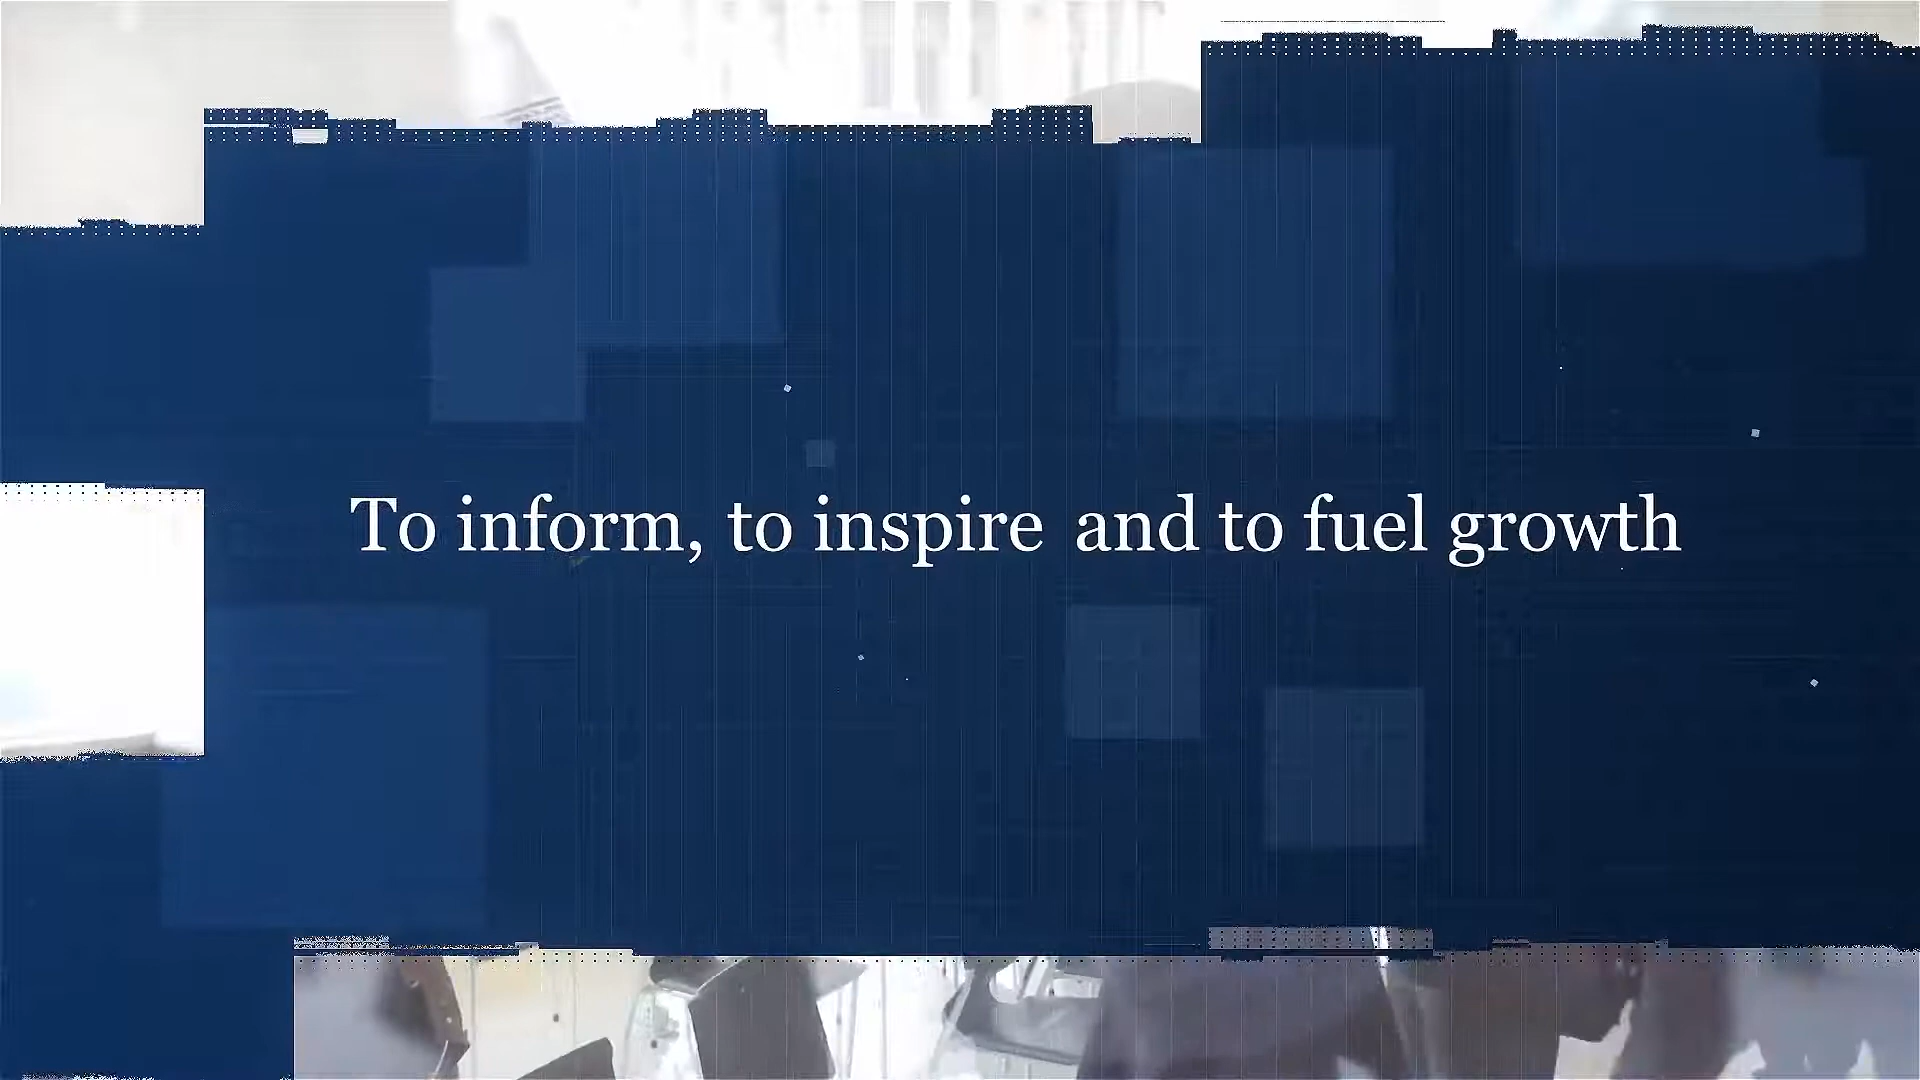 To inform, to inspire and to fuel growth